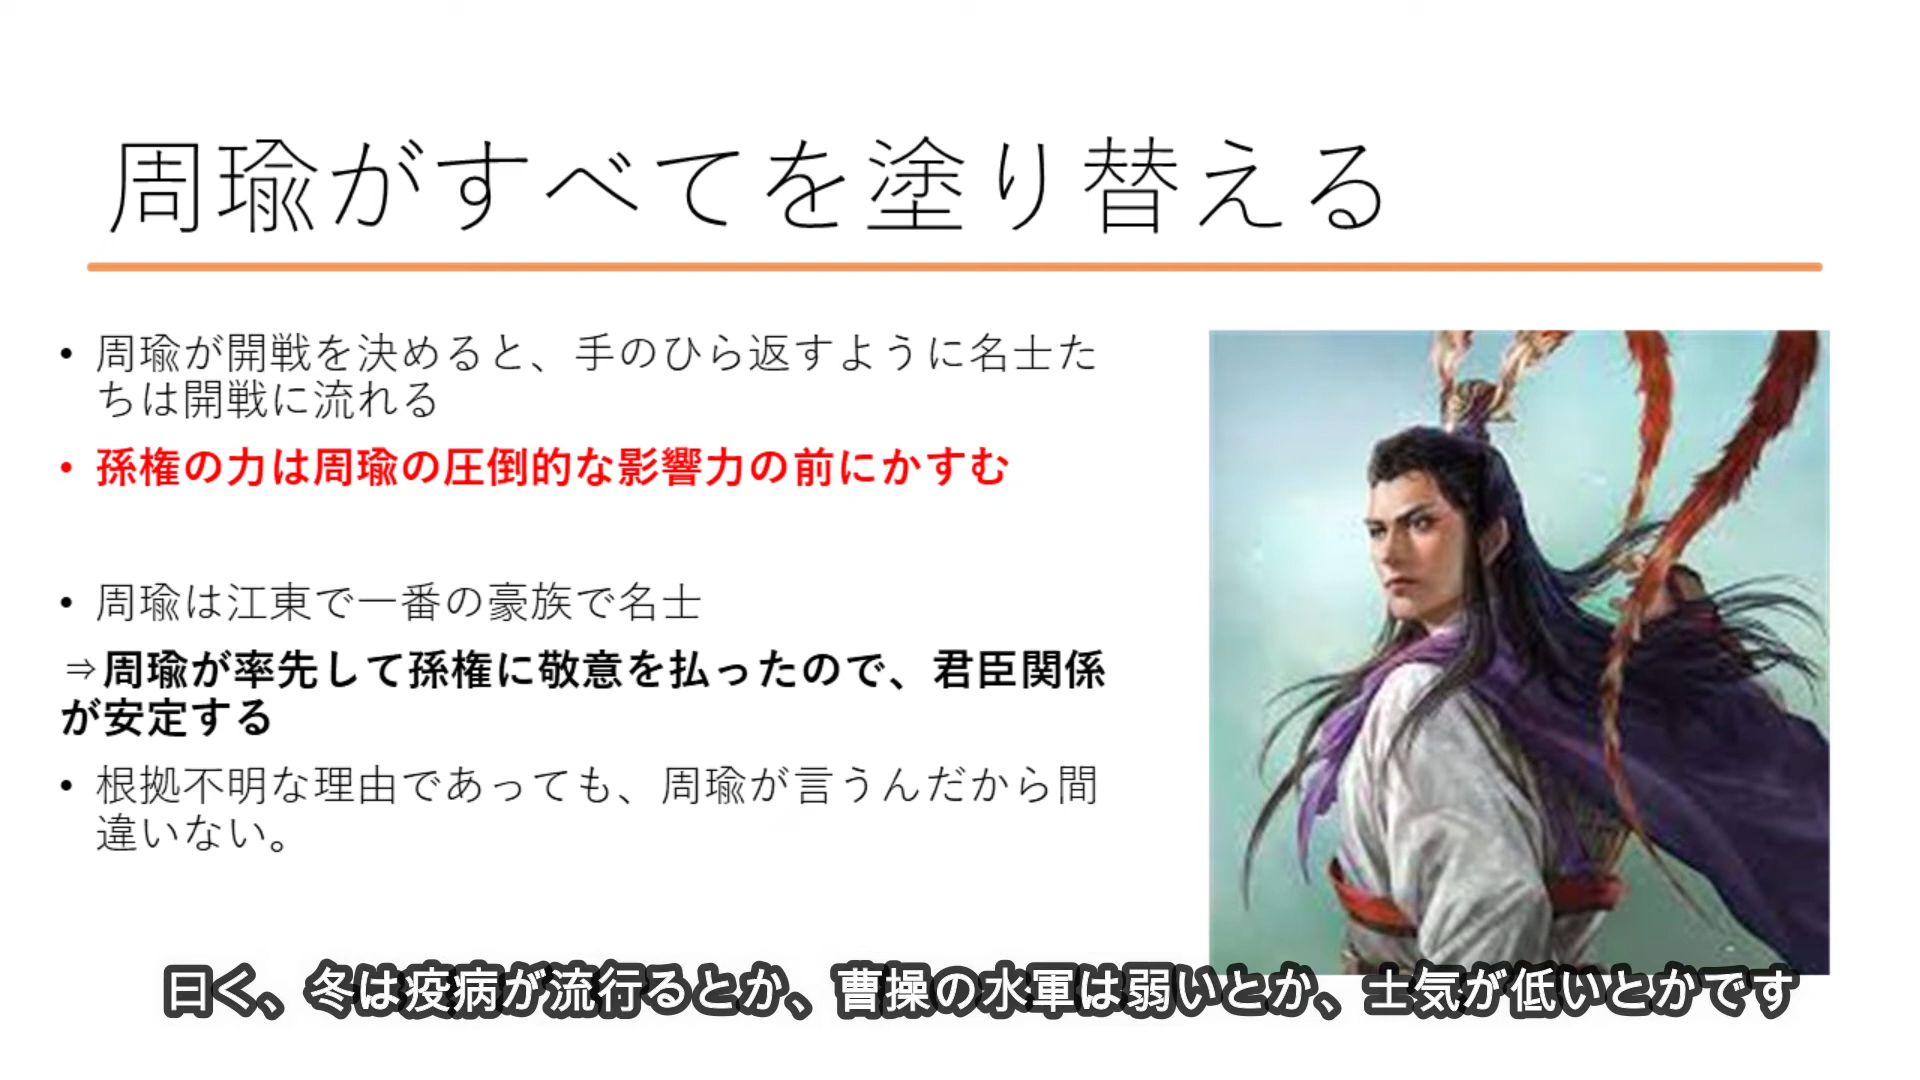 周瑜がすべてを塗り替える
• 周瑜が開戦を決めると、手のひら返すように名士た
ちは開戦に流れる
• 孫権の力は周瑜の圧倒的な影響力の前にかすむ
• 周瑜は江東で一番の豪族で名士
⇒周瑜が率先して孫権に敬意を払ったので、君臣関係
が安定する
• 根拠不明な理由であっても、周瑜が言うんだから間
違いない。
曰く、冬は疫病が流行るとか、曹操の水軍は弱いとか、士気が低いとかです